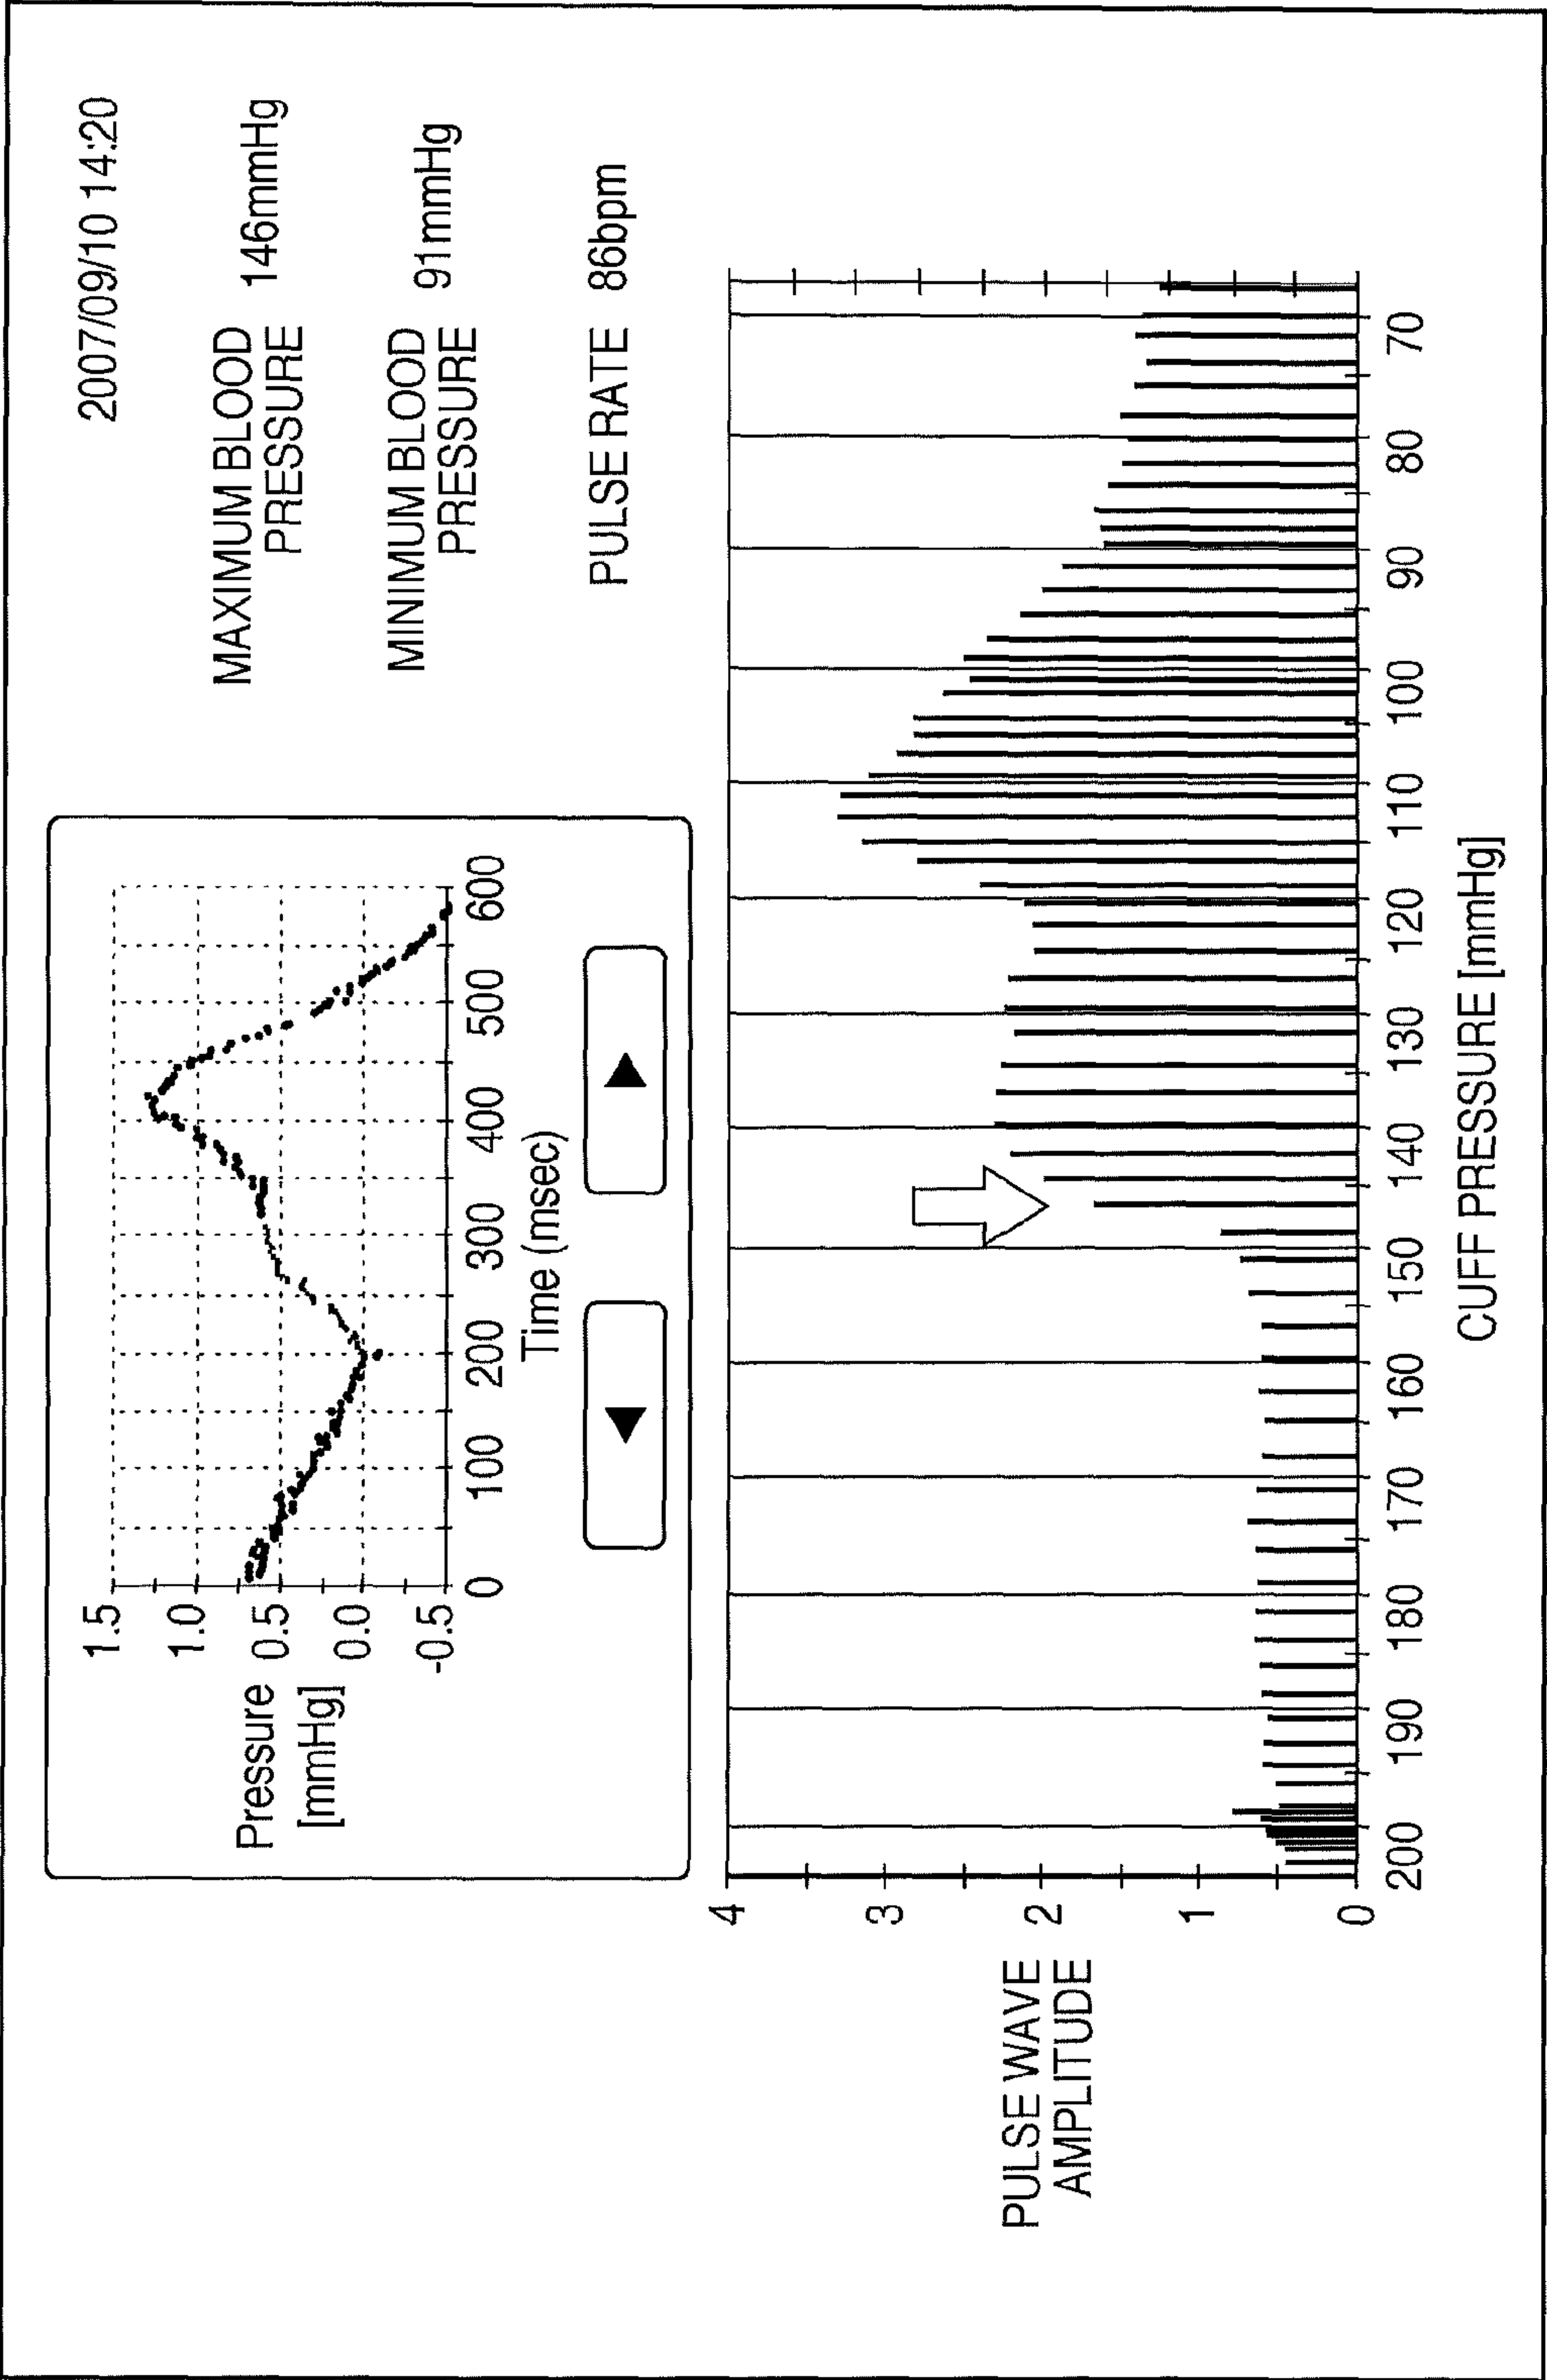 2007/09/10 14:20
1.5
1.0
0.5
0.0
-0.5
Pressure
[mmHg]
0 100 200 300 400 500 600
Time (msec)
◀ ▶
MAXIMUM BLOOD
PRESSURE 146mmHg
MINIMUM BLOOD
PRESSURE 91mmHg
PULSE RATE 86bpm
PULSE WAVE
AMPLITUDE
4
3
2
1
0
200 190 180 170 160 150 140 130 120 110 100 90 80 70
CUFF PRESSURE [mmHg]